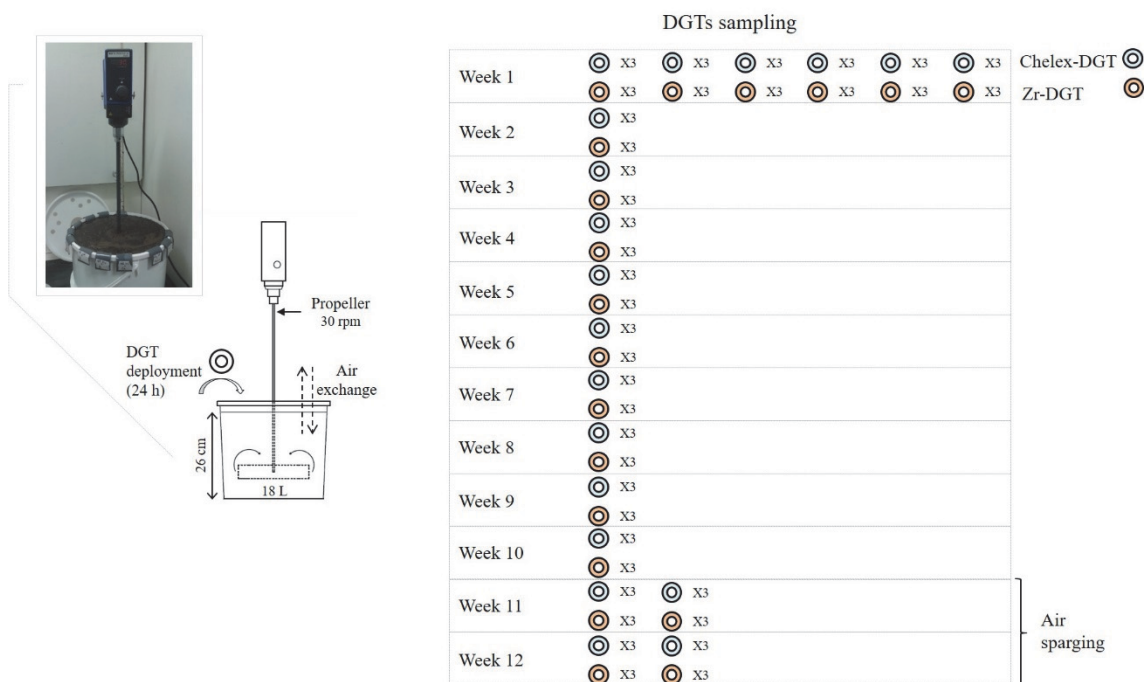 DGTs sampling
Week 1 X3 X3 X3 X3 X3 X3
X3 X3 X3 X3 X3 X3
Chelex-DGT
Zr-DGT
Week 2 X3
X3
Week 3 X3
X3
Week 4 X3
X3
Week 5 X3
X3
Week 6 X3
X3
Week 7 X3
X3
Week 8 X3
X3
Week 9 X3
X3
Week 10 X3
X3
Week 11 X3 X3
X3 X3
Week 12 X3 X3
X3 X3
Air
sparging
Propeller
30 rpm
DGT
deployment
(24 h)
Air
exchange
26 cm
18 L